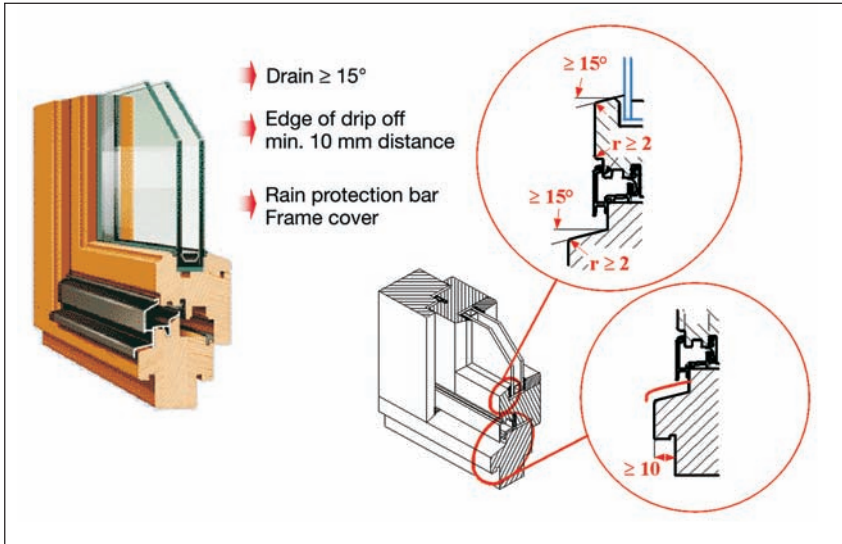 Drain ≥ 15°
Edge of drip off
min. 10 mm distance
Rain protection bar
Frame cover
≥ 15°
r ≥ 2
≥ 15°
r ≥ 2
≥ 10